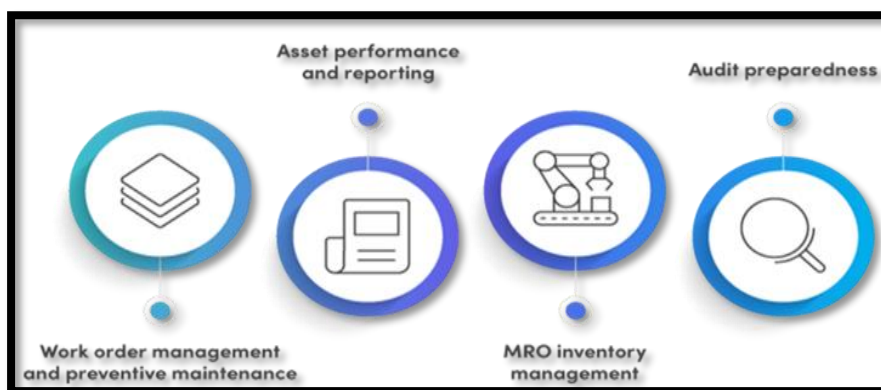 Asset performance
and reporting
Audit preparedness
Work order management
and preventive maintenance
MRO inventory
management